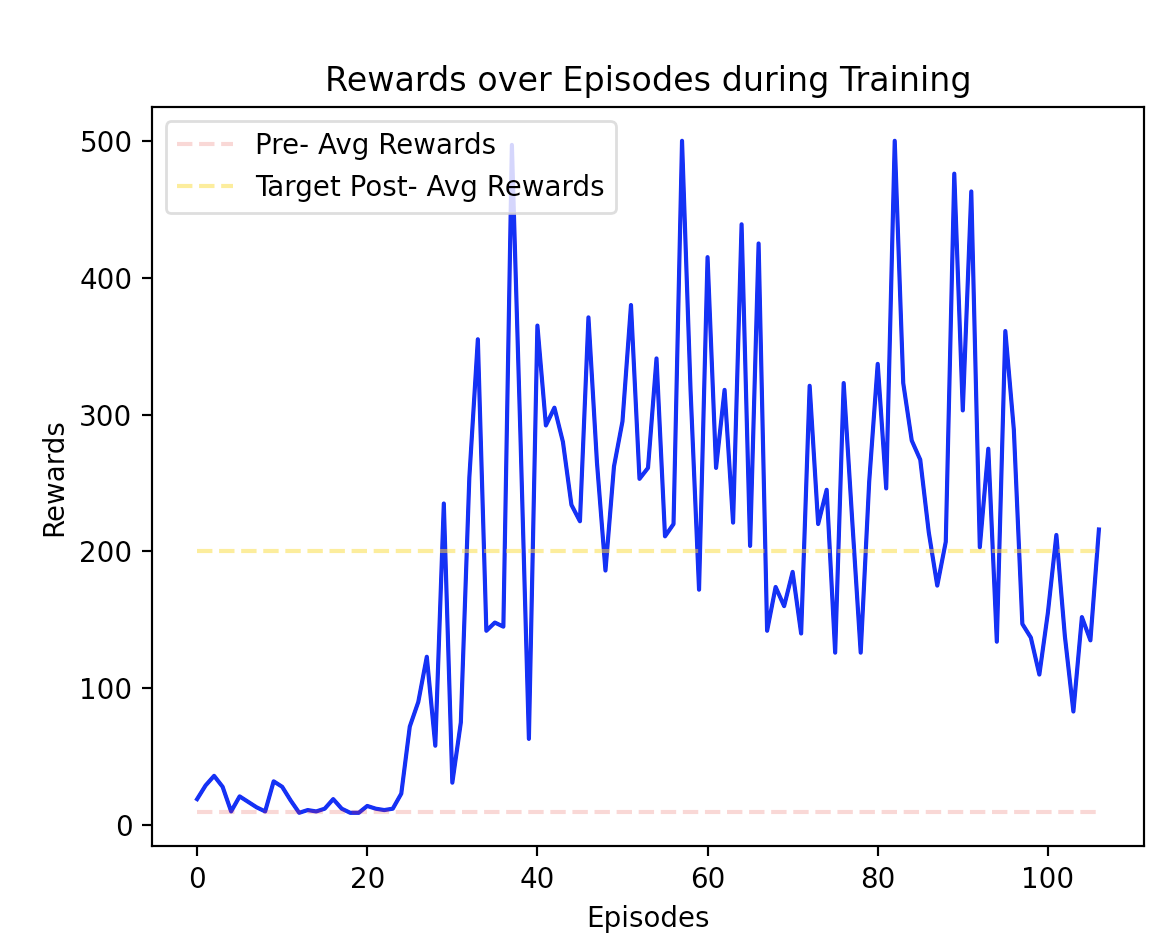 Rewards over Episodes during Training
Pre- Avg Rewards
Target Post- Avg Rewards
500
400
300
200
100
0
Rewards
0 20 40 60 80 100
Episodes